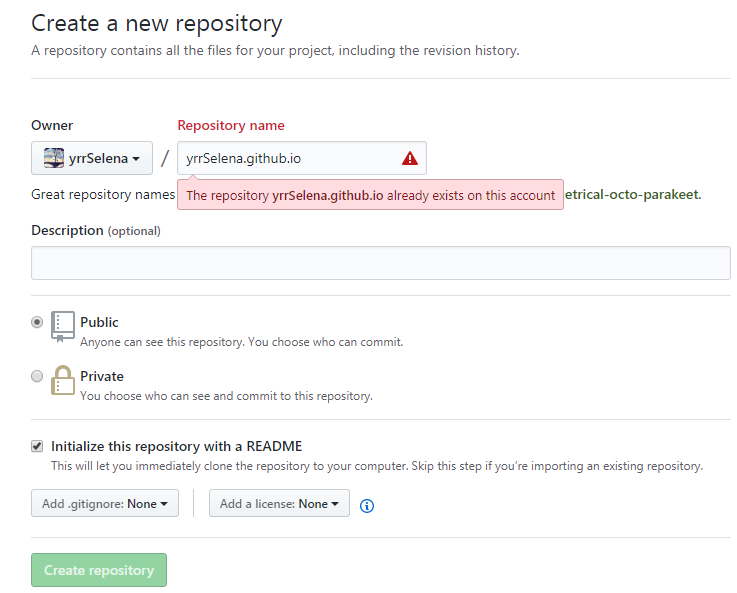 Create a new repository
A repository contains all the files for your project, including the revision history.
Owner
Repository name
yrrSelena / yrrSelena.github.io
Great repository names
The repository yrrSelena.github.io already exists on this account
etrical-octo-parakeet.
Description (optional)
Public
Anyone can see this repository. You choose who can commit.
Private
You choose who can see and commit to this repository.
Initialize this repository with a README
This will let you immediately clone the repository to your computer. Skip this step if you're importing an existing repository.
Add .gitignore: None
Add a license: None
Create repository